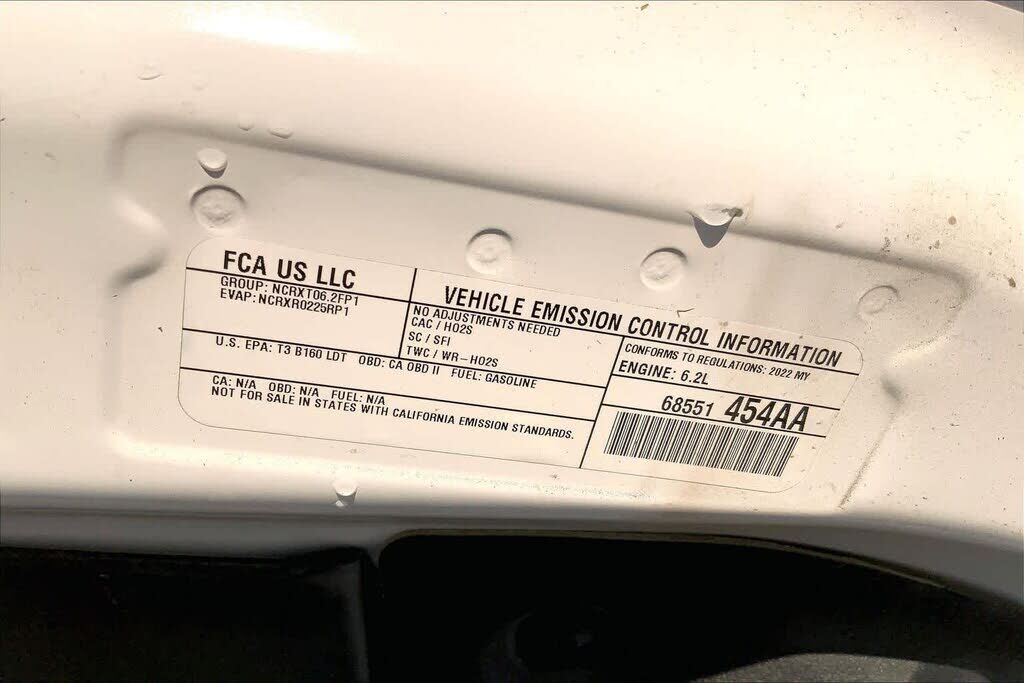 FCA US LLC
GROUP: NCRXT06.2FP1
EVAP: NCRXR0225RP1
VEHICLE EMISSION CONTROL INFORMATION
NO ADJUSTMENTS NEEDED
CAC / HO2S
SC / SFI
TWC / WR-HO2S
CONFORMS TO REGULATIONS: 2022 MY
ENGINE: 6.2L
U.S. EPA: T3 B160 LDT OBD: CA OBD II FUEL: GASOLINE
CA: N/A OBD: N/A FUEL: N/A
NOT FOR SALE IN STATES WITH CALIFORNIA EMISSION STANDARDS.
68551 454AA